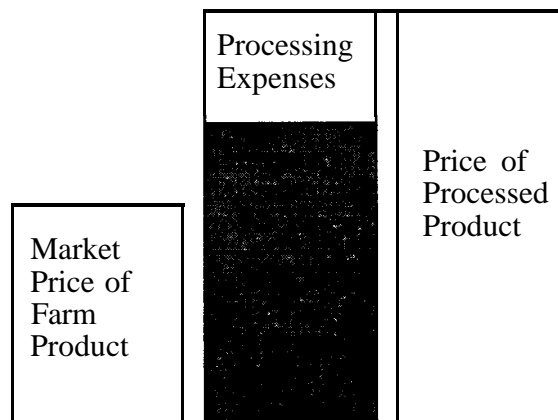 Processing
Expenses
Price of
Processed
Product
Market
Price of
Farm
Product